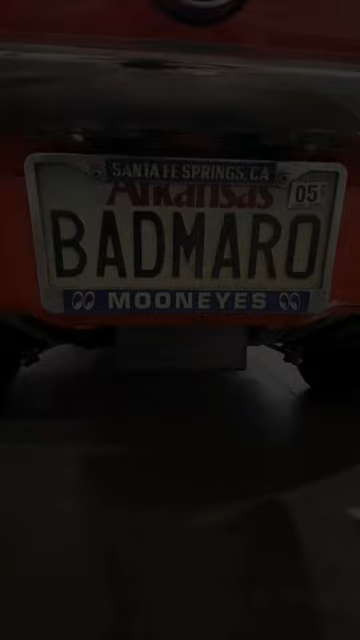 SANTA FE SPRINGS, CA
Arkansas
05
BADMARO
MOONEYES